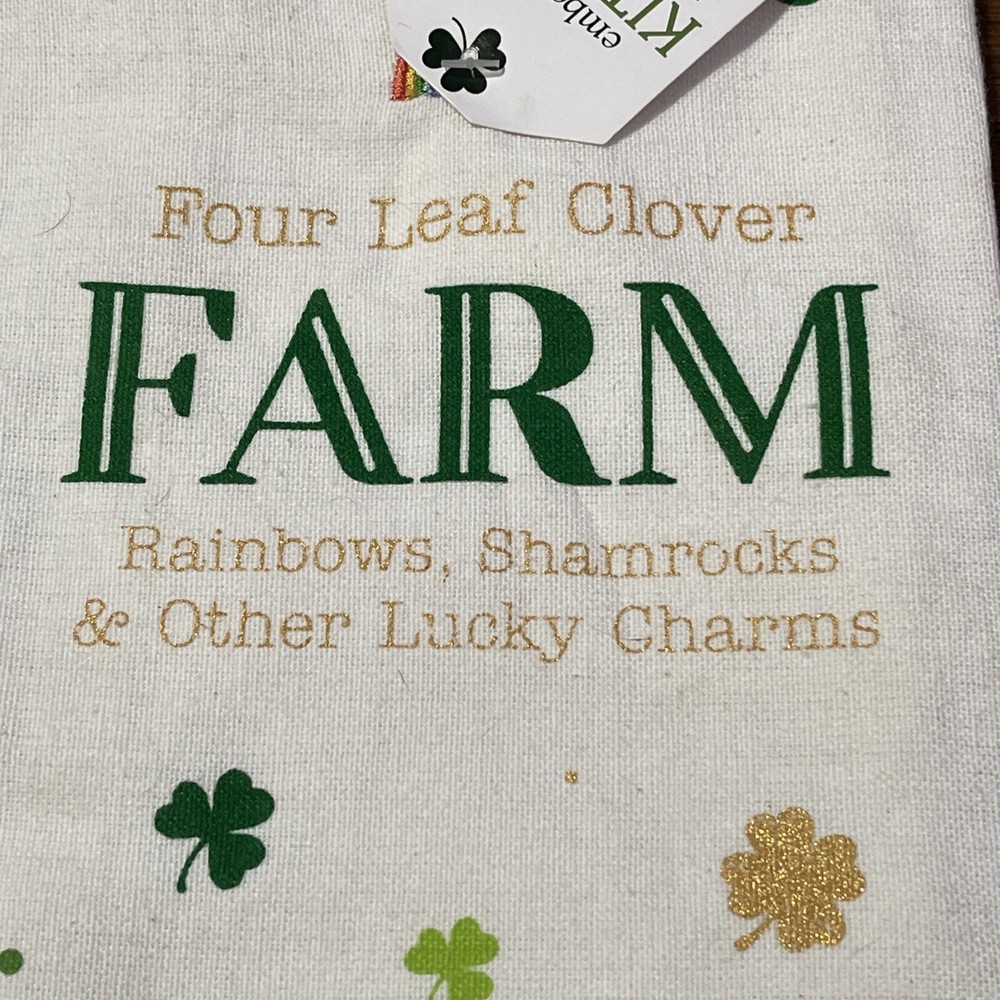 Four Leaf Clover
FARM
Rainbows, Shamrocks
& Other Lucky Charms